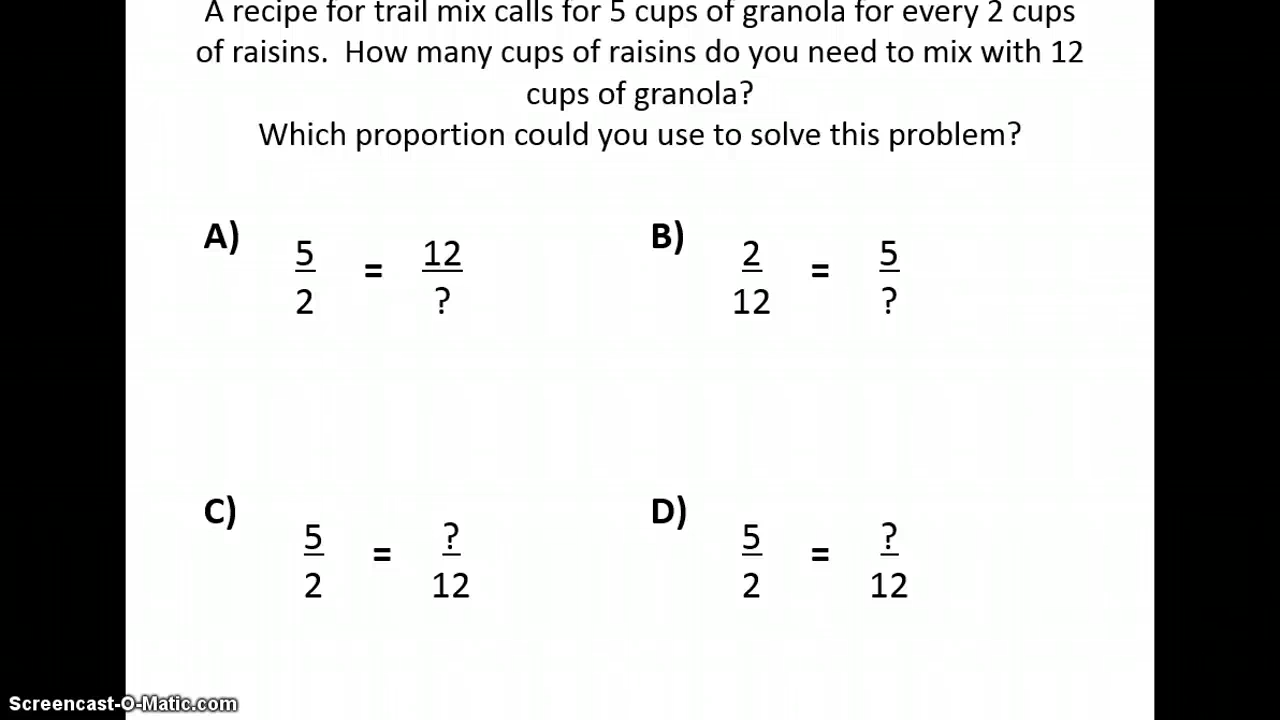 A recipe for trail mix calls for 5 cups of granola for every 2 cups
of raisins. How many cups of raisins do you need to mix with 12
cups of granola?
Which proportion could you use to solve this problem?
A) 5/2 = 12/?
B) 2/12 = 5/?
C) 5/2 = ?/12
D) 5/2 = ?/12
Screencast-O-Matic.com